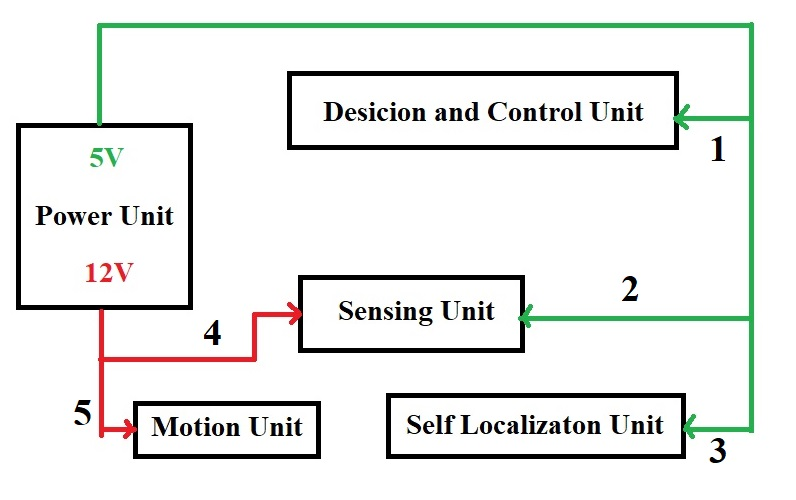 Desicion and Control Unit
1
5V
Power Unit
12V
2
Sensing Unit
4
5
Motion Unit
Self Localizaton Unit
3